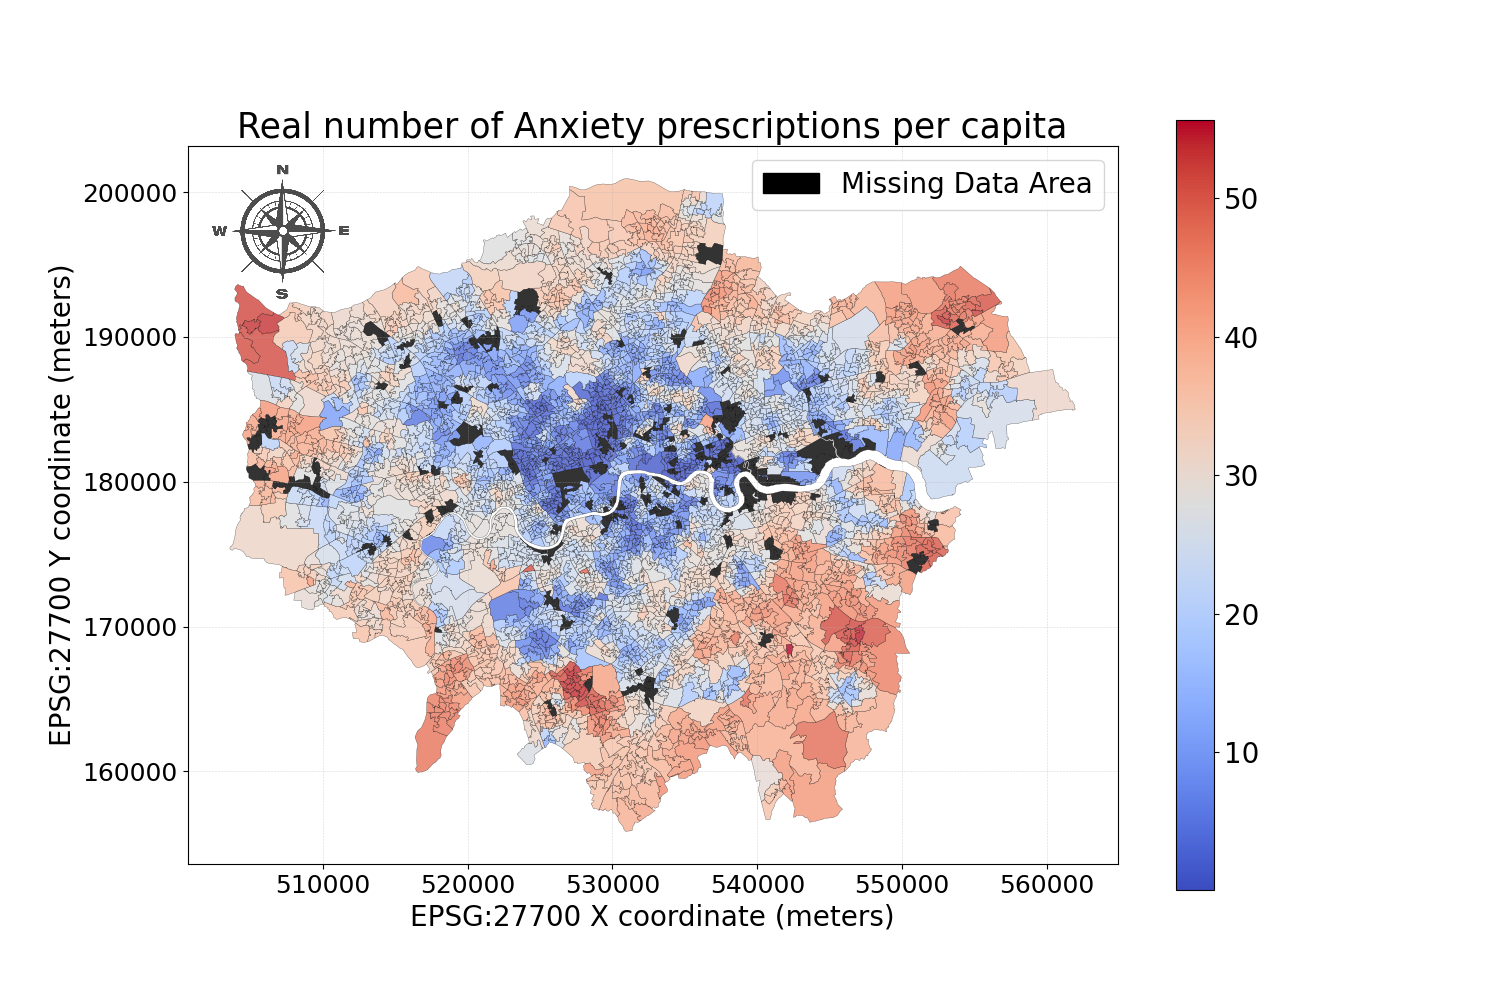 Real number of Anxiety prescriptions per capita
N
W
E
S
Missing Data Area
200000
190000
180000
170000
160000
EPSG:27700 Y coordinate (meters)
510000
520000
530000
540000
550000
560000
EPSG:27700 X coordinate (meters)
50
40
30
20
10